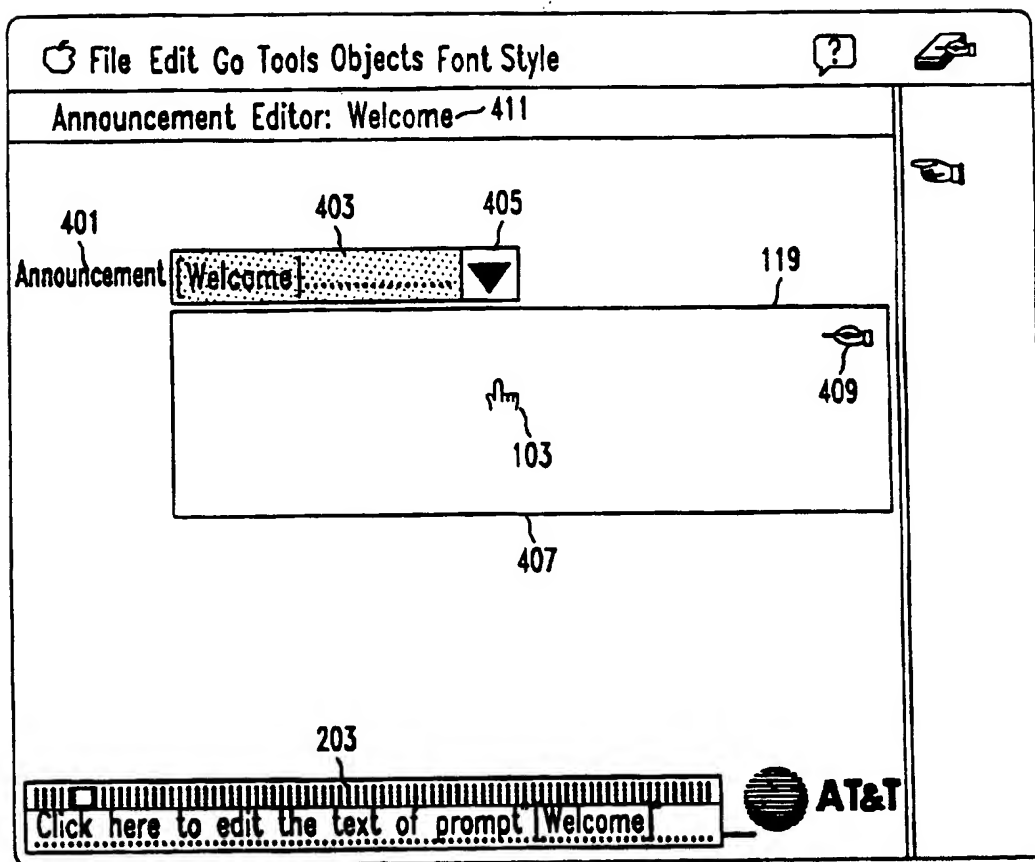 File Edit Go Tools Objects Font Style ?
Announcement Editor: Welcome 411
401 403 405
Announcement [Welcome] 119
409
103
407
203
Click here to edit the text of prompt "[Welcome]"
AT&T